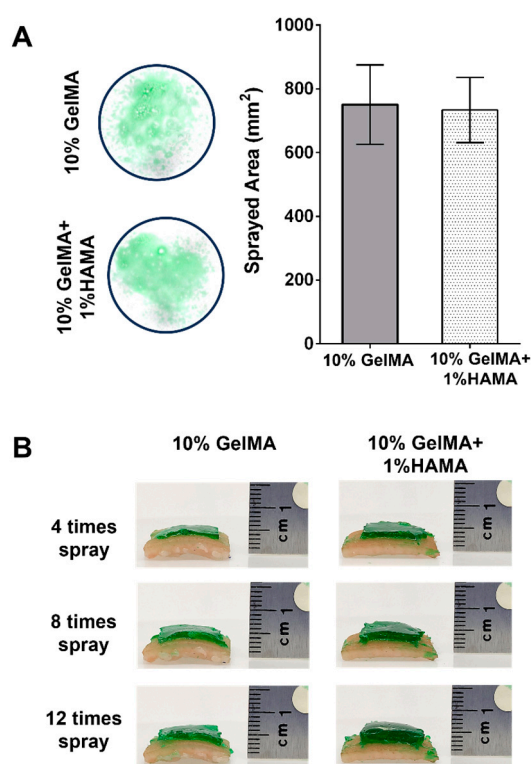 A
10% GelMA
10% GelMA+
1%HAMA
Sprayed Area (mm²)
1000
800
600
400
200
0
10% GelMA
10% GelMA+
1%HAMA
B
10% GelMA
10% GelMA+
1%HAMA
4 times
spray
cm 1
cm 1
8 times
spray
cm 1
cm 1
12 times
spray
cm 1
cm 1